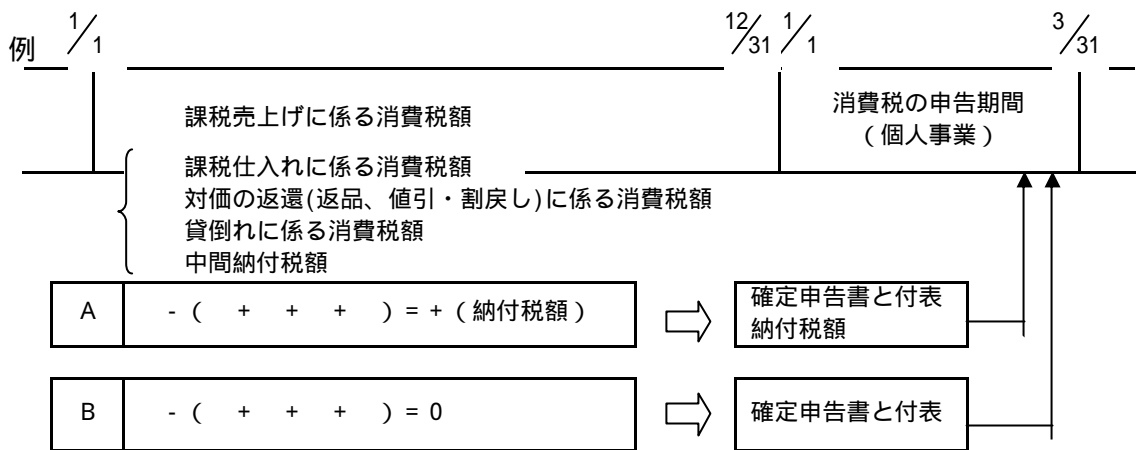 例 1/1 12/31 1/1 3/31
課税売上げに係る消費税額
消費税の申告期間
(個人事業)
課税仕入れに係る消費税額
対価の返還(返品、値引・割戻し)に係る消費税額
貸倒れに係る消費税額
中間納付税額
A - ( + + + ) = + (納付税額)
確定申告書と付表
納付税額
B - ( + + + ) = 0
確定申告書と付表